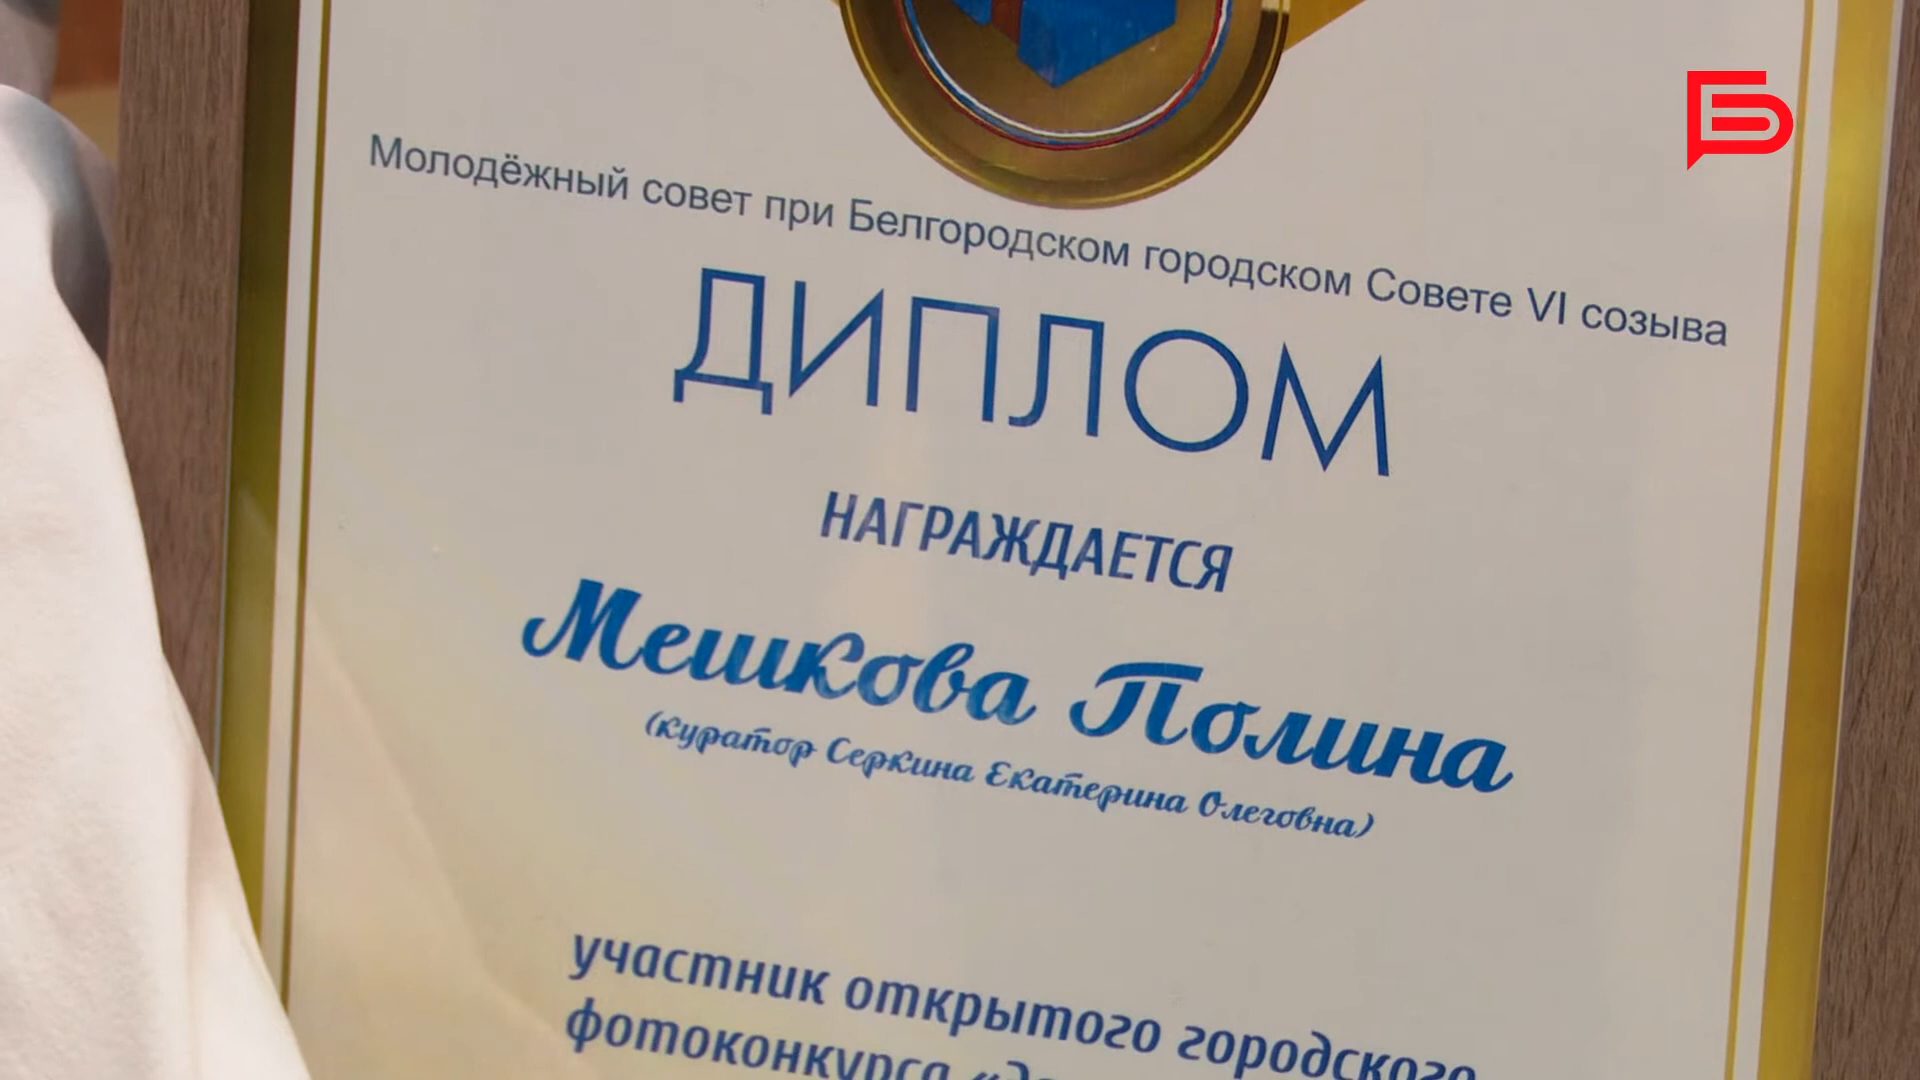 Молодёжный совет при Белгородском городском Совете VI созыва
ДИПЛОМ
НАГРАЖДАЕТСЯ
Мешкова Полина
(куратор Серкина Екатерина Олеговна)
участник открытого городского
фотоконкурса